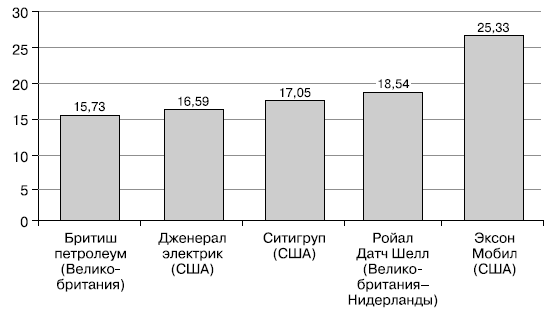 30
25
20
15
10
5
0
15,73
16,59
17,05
18,54
25,33
Бритиш
петролеум
(Велико-
британия)
Дженерал
электрик
(США)
Ситигруп
(США)
Ройал
Датч Шелл
(Велико-
британия—
Нидерланды)
Эксон
Мобил
(США)